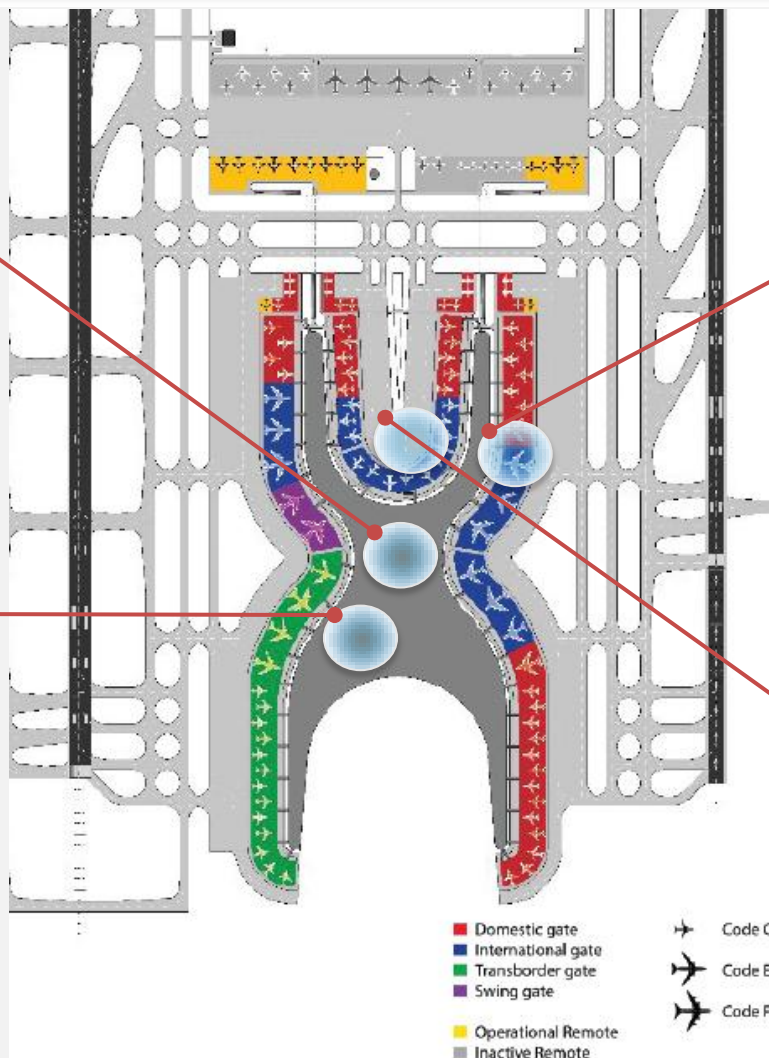 Domestic gate
International gate
Transborder gate
Swing gate
Operational Remote
Inactive Remote
Code C
Code E
Code F